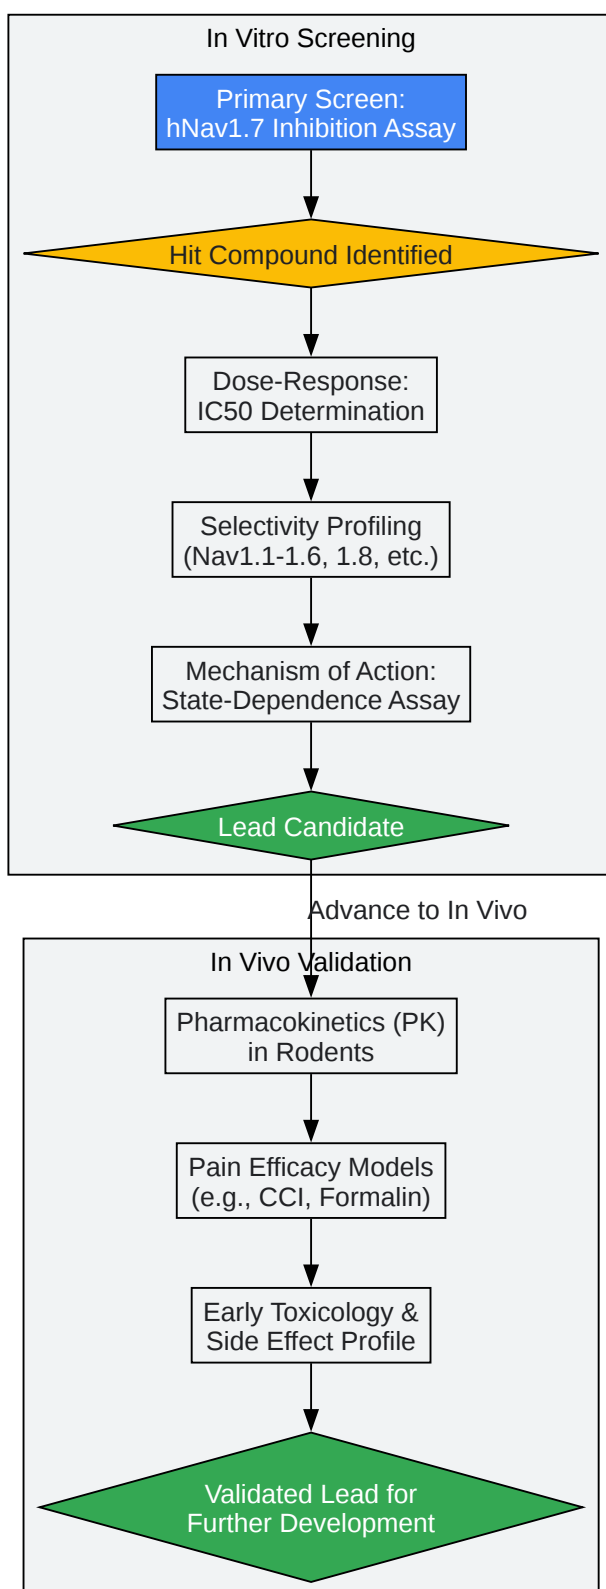 In Vitro Screening
Primary Screen:
hNav1.7 Inhibition Assay
Hit Compound Identified
Dose-Response:
IC50 Determination
Selectivity Profiling
(Nav1.1-1.6, 1.8, etc.)
Mechanism of Action:
State-Dependence Assay
Lead Candidate
Advance to In Vivo
In Vivo Validation
Pharmacokinetics (PK)
in Rodents
Pain Efficacy Models
(e.g., CCI, Formalin)
Early Toxicology &
Side Effect Profile
Validated Lead for
Further Development